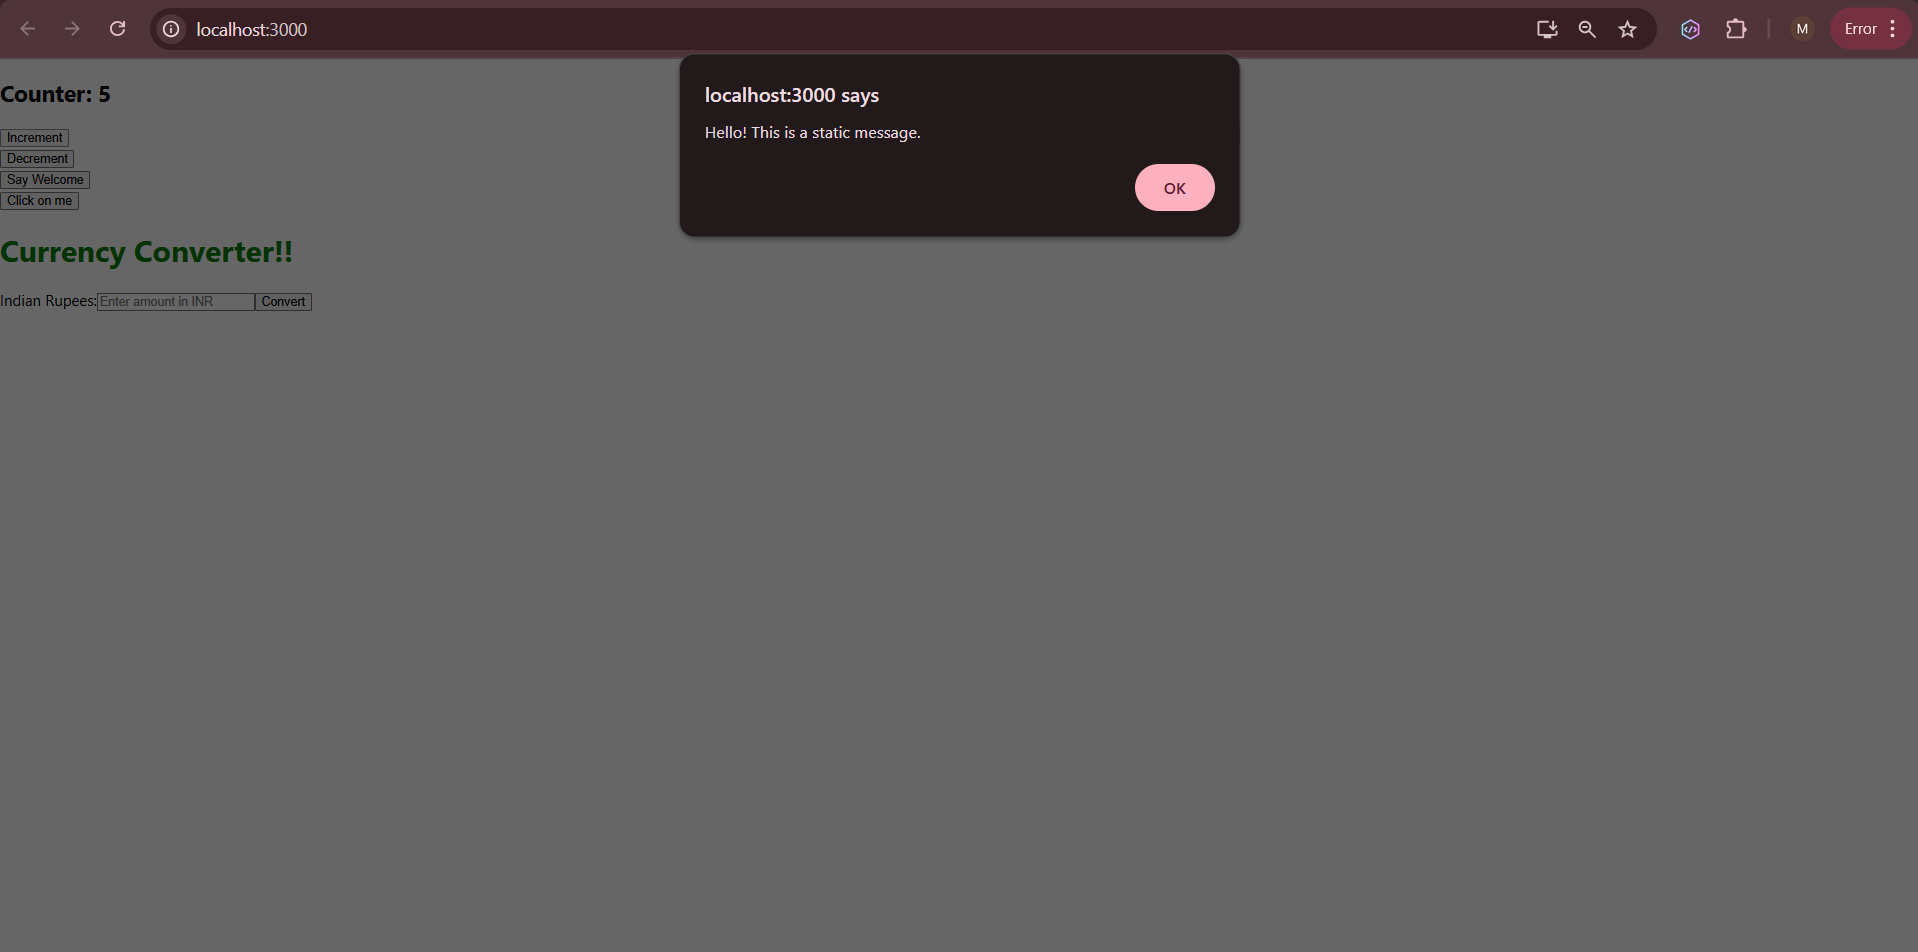 localhost:3000
M
Error
localhost:3000 says
Hello! This is a static message.
OK
Counter: 5
Increment
Decrement
Say Welcome
Click on me
Currency Converter!!
Indian Rupees: Enter amount in INR Convert